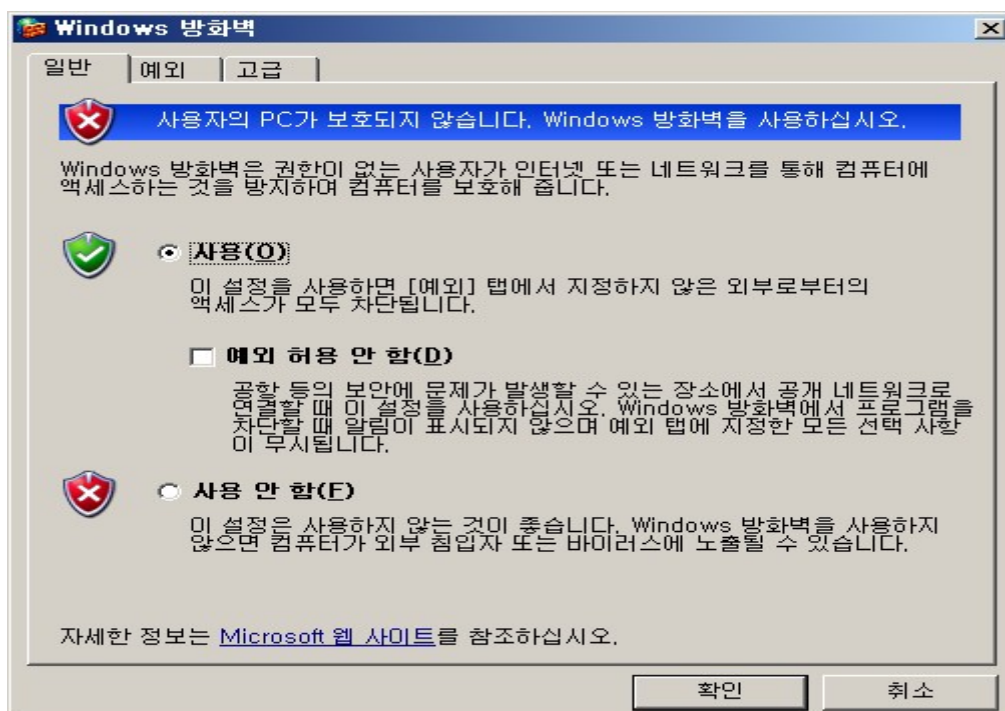 Windows 방화벽
일반 예외 고급
사용자의 PC가 보호되지 않습니다. Windows 방화벽을 사용하십시오.
Windows 방화벽은 권한이 없는 사용자가 인터넷 또는 네트워크를 통해 컴퓨터에
액세스하는 것을 방지하며 컴퓨터를 보호해 줍니다.
사용(O)
이 설정을 사용하면 [예외] 탭에서 지정하지 않은 외부로부터의
액세스가 모두 차단됩니다.
예외 허용 안 함(D)
공항 등의 보안에 문제가 발생할 수 있는 장소에서 공개 네트워크로
연결할 때 이 설정을 사용하십시오. Windows 방화벽에서 프로그램을
차단할 때 알림이 표시되지 않으며 예외 탭에 지정한 모든 선택 사항
이 무시됩니다.
사용 안 함(F)
이 설정은 사용하지 않는 것이 좋습니다. Windows 방화벽을 사용하지
않으면 컴퓨터가 외부 침입자 또는 바이러스에 노출될 수 있습니다.
자세한 정보는 Microsoft 웹 사이트를 참조하십시오.
확인 취소